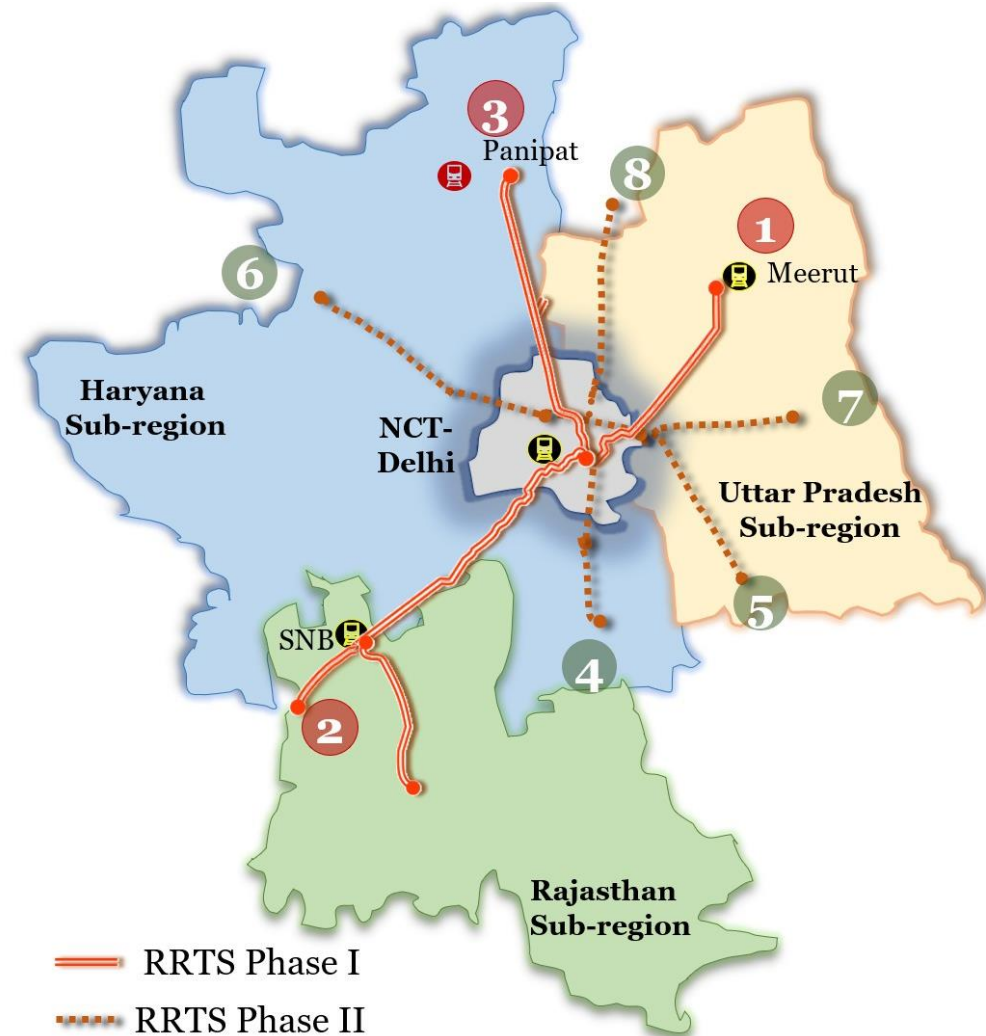 3
Panipat
8
1
Meerut
6
Haryana
Sub-region
NCT-
Delhi
7
Uttar Pradesh
Sub-region
5
SNB
4
2
Rajasthan
Sub-region
RRTS Phase I
RRTS Phase II